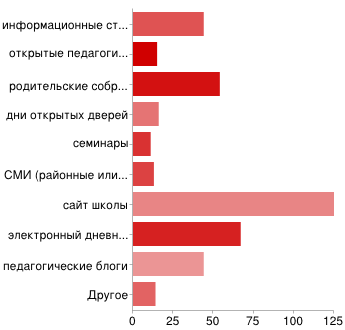 информационные ст...
открытые педагоги...
родительские собр...
дни открытых дверей
семинары
СМИ (районные или...
сайт школы
электронный дневн...
педагогические блоги
Другое
0 25 50 75 100 125